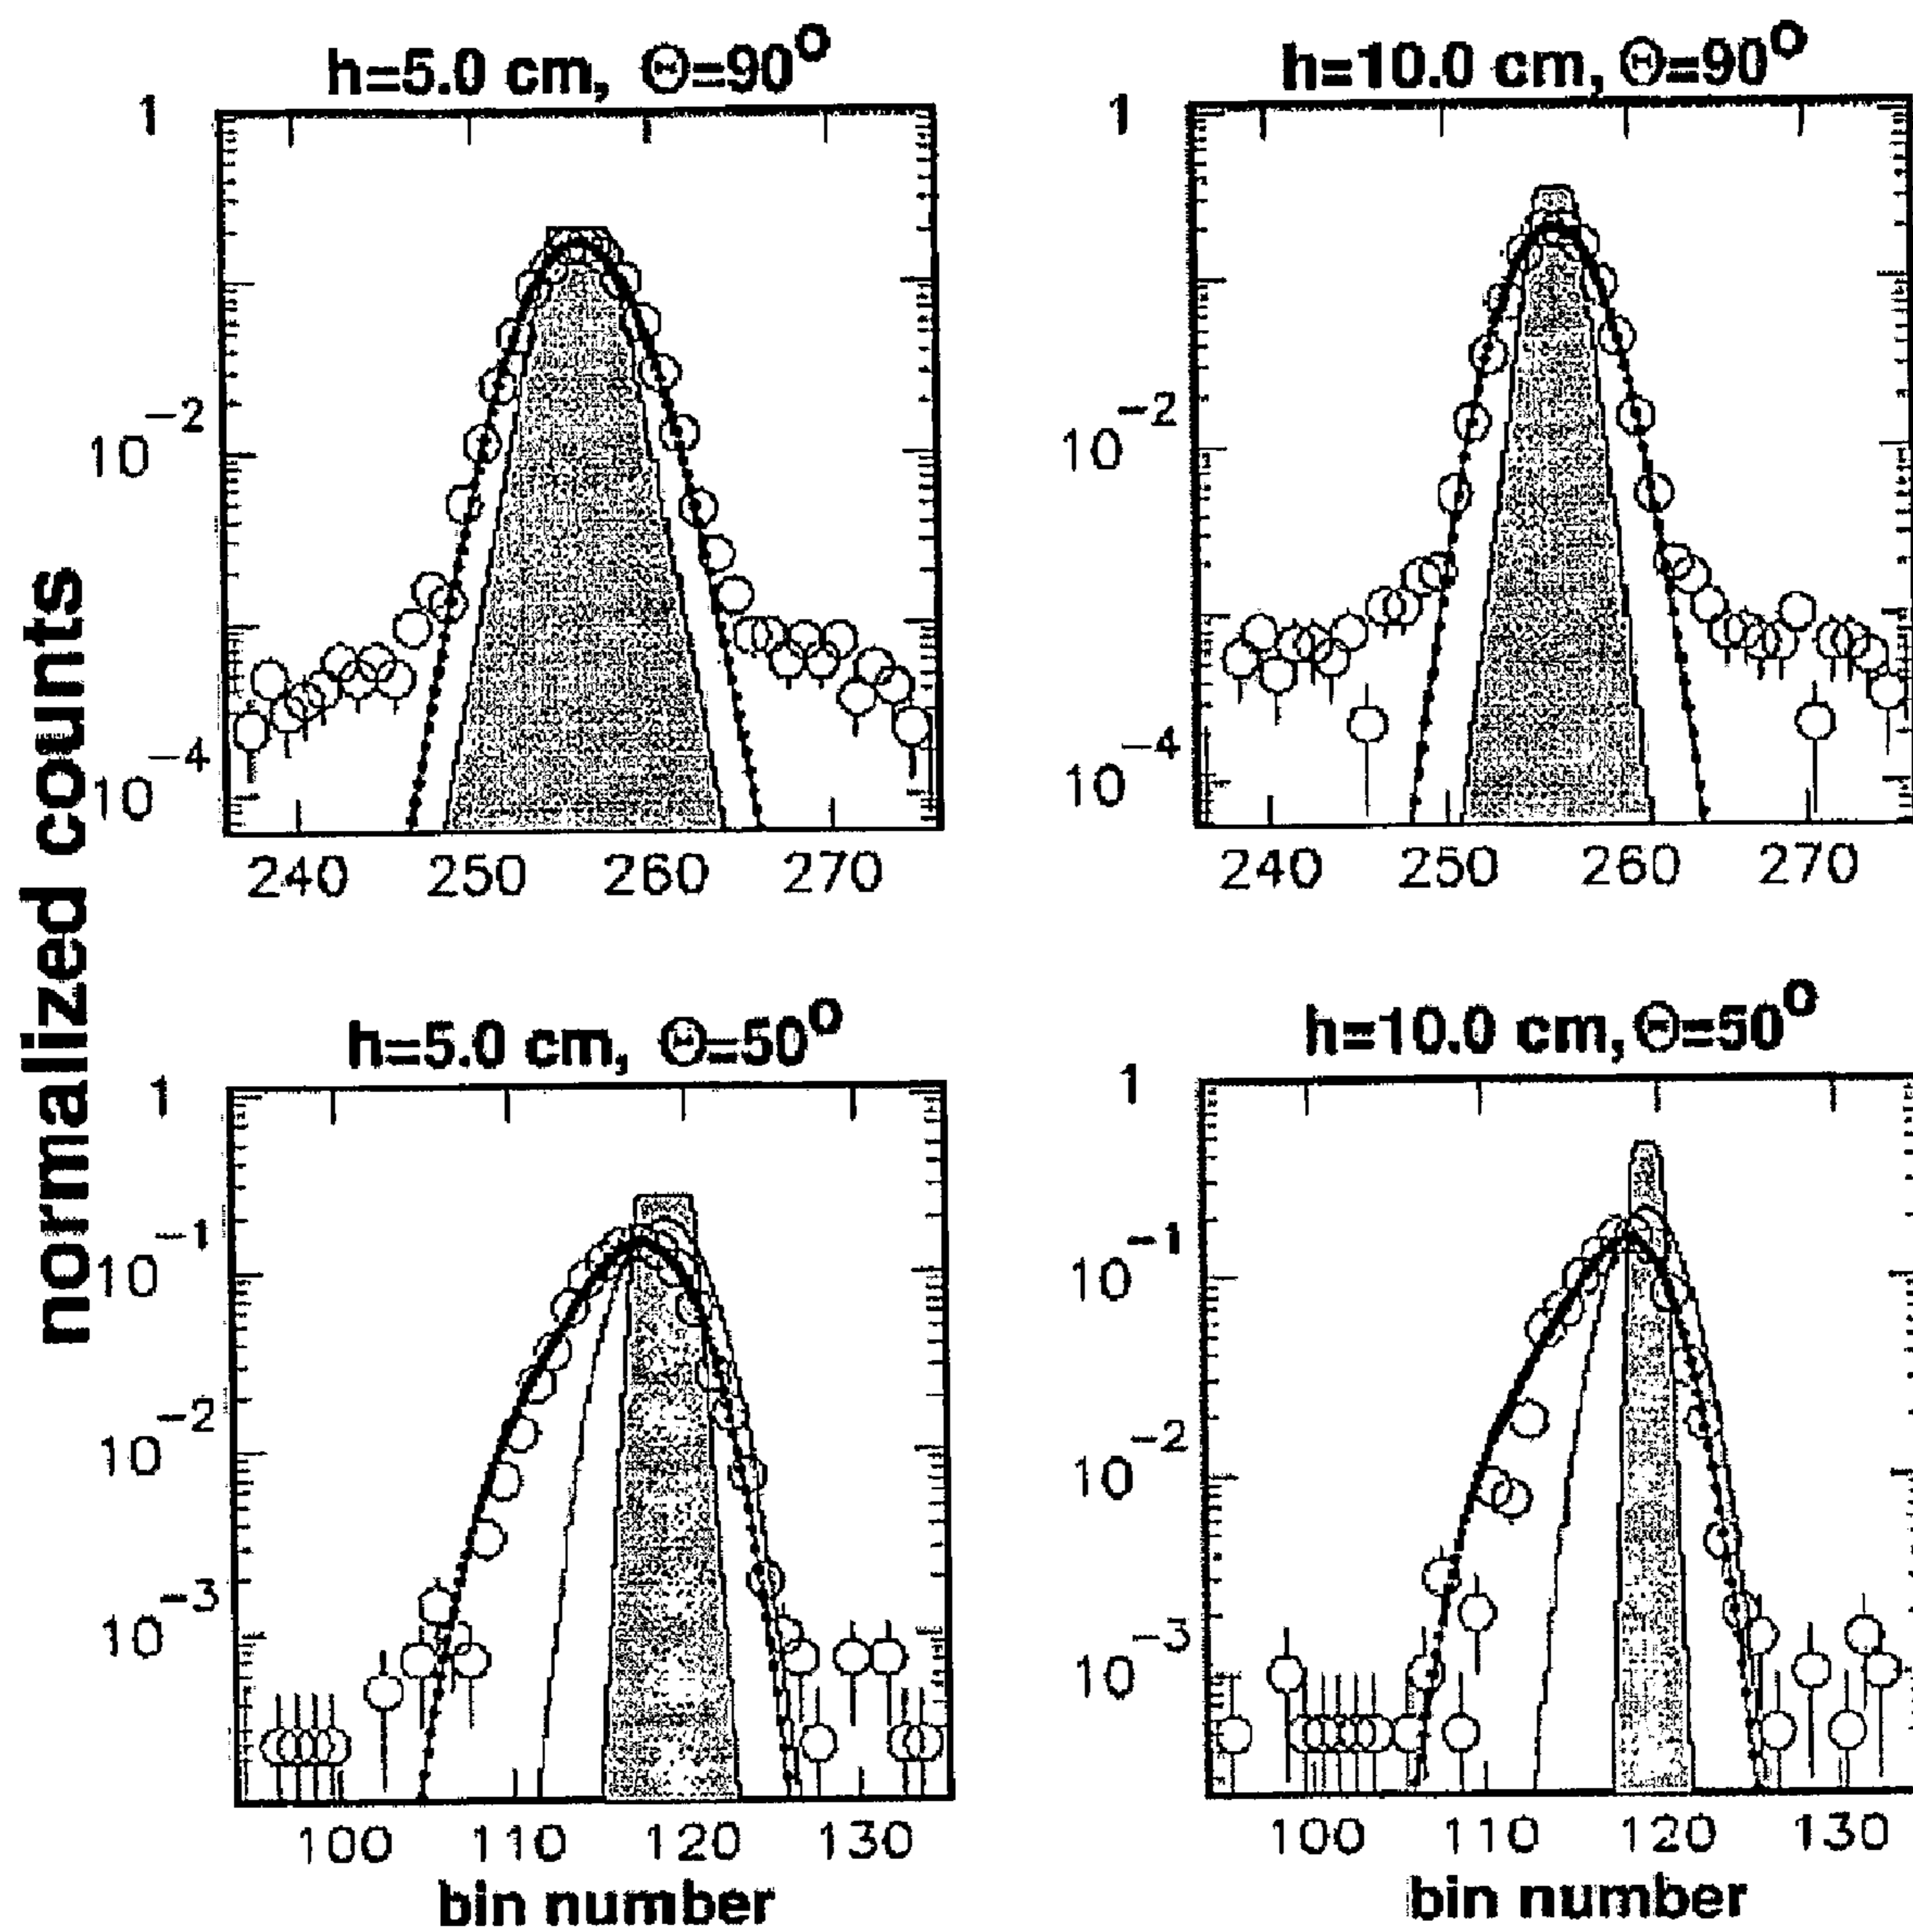 h=5.0 cm, Θ=90°
h=10.0 cm, Θ=90°
normalized counts
1
10^-2
10^-4
240 250 260 270
1
10^-2
10^-4
240 250 260 270
h=5.0 cm, Θ=50°
h=10.0 cm, Θ=50°
1
10^-1
10^-2
10^-3
100 110 120 130
bin number
1
10^-1
10^-2
10^-3
100 110 120 130
bin number